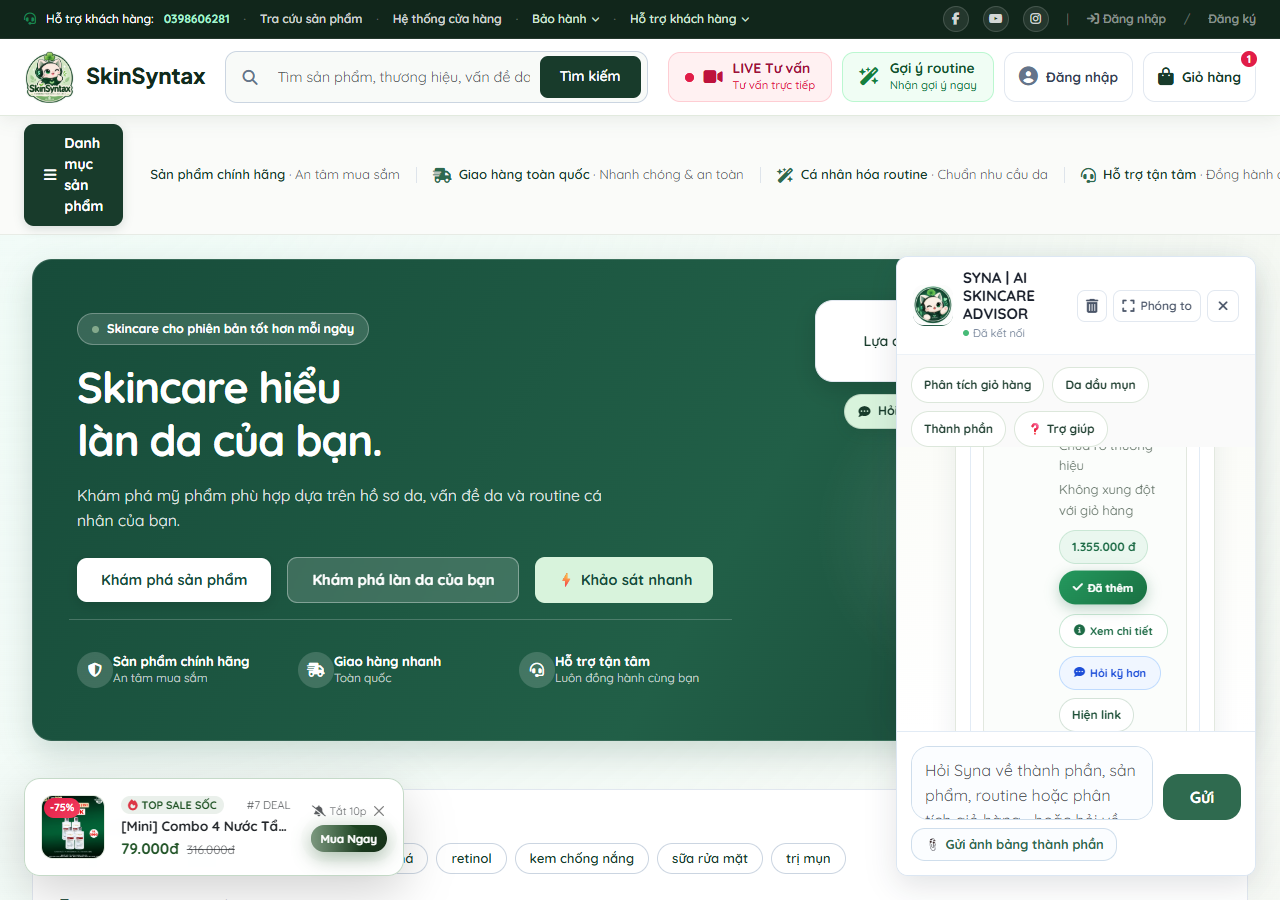 Hỗ trợ khách hàng: 0398606281 · Tra cứu sản phẩm · Hệ thống cửa hàng · Bảo hành · Hỗ trợ khách hàng
Đăng nhập / Đăng ký
SkinSyntax
Tìm sản phẩm, thương hiệu, vấn đề da
Tìm kiếm
LIVE Tư vấn
Tư vấn trực tiếp
Gợi ý routine
Nhận gợi ý ngay
Đăng nhập
Giỏ hàng
1
Danh
mục
sản
phẩm
Sản phẩm chính hãng · An tâm mua sắm
Giao hàng toàn quốc · Nhanh chóng & an toàn
Cá nhân hóa routine · Chuẩn nhu cầu da
Hỗ trợ tận tâm · Đồng hành
Skincare cho phiên bản tốt hơn mỗi ngày
Skincare hiểu
làn da của bạn.
Khám phá mỹ phẩm phù hợp dựa trên hồ sơ da, vấn đề da và routine cá
nhân của bạn.
Khám phá sản phẩm
Khám phá làn da của bạn
Khảo sát nhanh
Sản phẩm chính hãng
An tâm mua sắm
Giao hàng nhanh
Toàn quốc
Hỗ trợ tận tâm
Luôn đồng hành cùng bạn
Lựa
Hỏi
SYNA | AI
SKINCARE
ADVISOR
Đã kết nối
Phóng to
Phân tích giỏ hàng
Da dầu mụn
Thành phần
Trợ giúp
Chưa rõ thương
hiệu
Không xung đột
với giỏ hàng
1.355.000 đ
Đã thêm
Xem chi tiết
Hỏi kỹ hơn
Hiện link
Hỏi Syna về thành phần, sản
phẩm, routine hoặc phân
tích giỏ hàng... hoặc hỏi về
Gửi
Gửi ảnh bảng thành phần
-75%
TOP SALE SỐC
#7 DEAL
[Mini] Combo 4 Nước Tẩ...
79.000đ 316.000đ
Tắt 10p
Mua Ngay
retinol
kem chống nắng
sữa rửa mặt
trị mụn